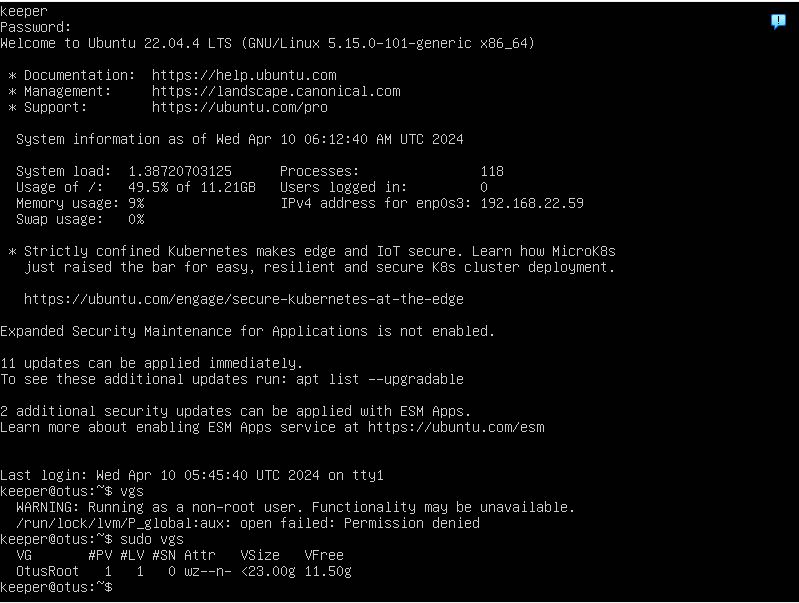 keeper
Password:
Welcome to Ubuntu 22.04.4 LTS (GNU/Linux 5.15.0-101-generic x86_64)
* Documentation: https://help.ubuntu.com
* Management: https://landscape.canonical.com
* Support: https://ubuntu.com/pro
System information as of Wed Apr 10 06:12:40 AM UTC 2024
System load: 1.38720703125 Processes: 118
Usage of /: 49.5% of 11.21GB Users logged in: 0
Memory usage: 9% IPv4 address for enp0s3: 192.168.22.59
Swap usage: 0%
* Strictly confined Kubernetes makes edge and IoT secure. Learn how MicroK8s
just raised the bar for easy, resilient and secure K8s cluster deployment.
https://ubuntu.com/engage/secure-kubernetes-at-the-edge
Expanded Security Maintenance for Applications is not enabled.
11 updates can be applied immediately.
To see these additional updates run: apt list --upgradable
2 additional security updates can be applied with ESM Apps.
Learn more about enabling ESM Apps service at https://ubuntu.com/esm
Last login: Wed Apr 10 05:45:40 UTC 2024 on tty1
keeper@otus:~$ vgs
WARNING: Running as a non-root user. Functionality may be unavailable.
/run/lock/lvm/P_global:aux: open failed: Permission denied
keeper@otus:~$ sudo vgs
VG #PV #LV #SN Attr VSize VFree
OtusRoot 1 1 0 wz--n- <23.00g 11.50g
keeper@otus:~$